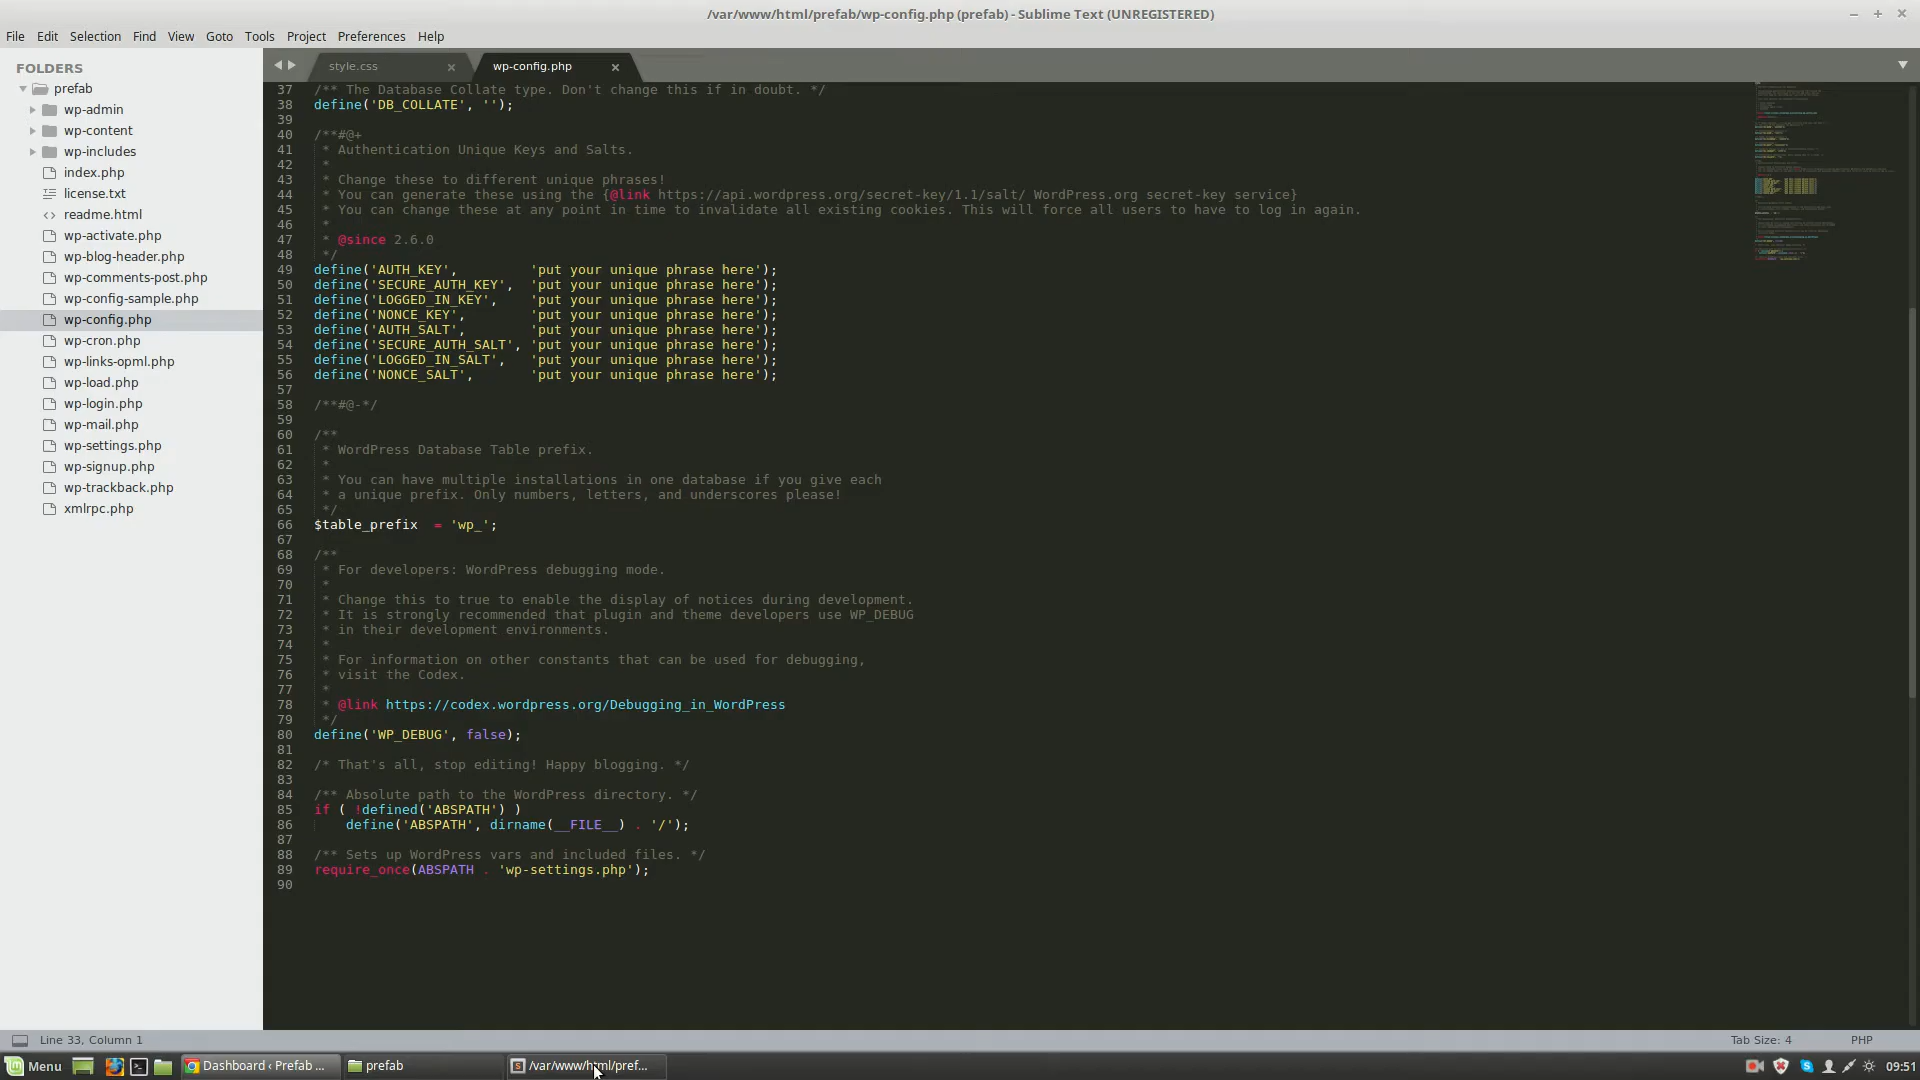 /var/www/html/prefab/wp-config.php (prefab) - Sublime Text (UNREGISTERED)
File Edit Selection Find View Goto Tools Project Preferences Help
FOLDERS
prefab
wp-admin
wp-content
wp-includes
index.php
license.txt
readme.html
wp-activate.php
wp-blog-header.php
wp-comments-post.php
wp-config-sample.php
wp-config.php
wp-cron.php
wp-links-opml.php
wp-load.php
wp-login.php
wp-mail.php
wp-settings.php
wp-signup.php
wp-trackback.php
xmlrpc.php
style.css wp-config.php
37 /** The Database Collate type. Don't change this if in doubt. */
38 define('DB_COLLATE', '');
39
40 /**#@+
41  * Authentication Unique Keys and Salts.
42  *
43  * Change these to different unique phrases!
44  * You can generate these using the {@link https://api.wordpress.org/secret-key/1.1/salt/ WordPress.org secret-key service}
45  * You can change these at any point in time to invalidate all existing cookies. This will force all users to have to log in again.
46  *
47  * @since 2.6.0
48  */
49 define('AUTH_KEY',         'put your unique phrase here');
50 define('SECURE_AUTH_KEY',  'put your unique phrase here');
51 define('LOGGED_IN_KEY',    'put your unique phrase here');
52 define('NONCE_KEY',        'put your unique phrase here');
53 define('AUTH_SALT',        'put your unique phrase here');
54 define('SECURE_AUTH_SALT', 'put your unique phrase here');
55 define('LOGGED_IN_SALT',   'put your unique phrase here');
56 define('NONCE_SALT',       'put your unique phrase here');
57
58 /**#@-*/
59
60 /**
61  * WordPress Database Table prefix.
62  *
63  * You can have multiple installations in one database if you give each
64  * a unique prefix. Only numbers, letters, and underscores please!
65  */
66 $table_prefix  = 'wp_';
67
68 /**
69  * For developers: WordPress debugging mode.
70  *
71  * Change this to true to enable the display of notices during development.
72  * It is strongly recommended that plugin and theme developers use WP_DEBUG
73  * in their development environments.
74  *
75  * For information on other constants that can be used for debugging,
76  * visit the Codex.
77  *
78  * @link https://codex.wordpress.org/Debugging_in_WordPress
79  */
80 define('WP_DEBUG', false);
81
82 /* That's all, stop editing! Happy blogging. */
83
84 /** Absolute path to the WordPress directory. */
85 if ( !defined('ABSPATH') )
86     define('ABSPATH', dirname(__FILE__) . '/');
87
88 /** Sets up WordPress vars and included files. */
89 require_once(ABSPATH . 'wp-settings.php');
90
Line 33, Column 1 Tab Size: 4 PHP
Menu Dashboard ‹ Prefab ... prefab /var/www/html/pref... 09:51